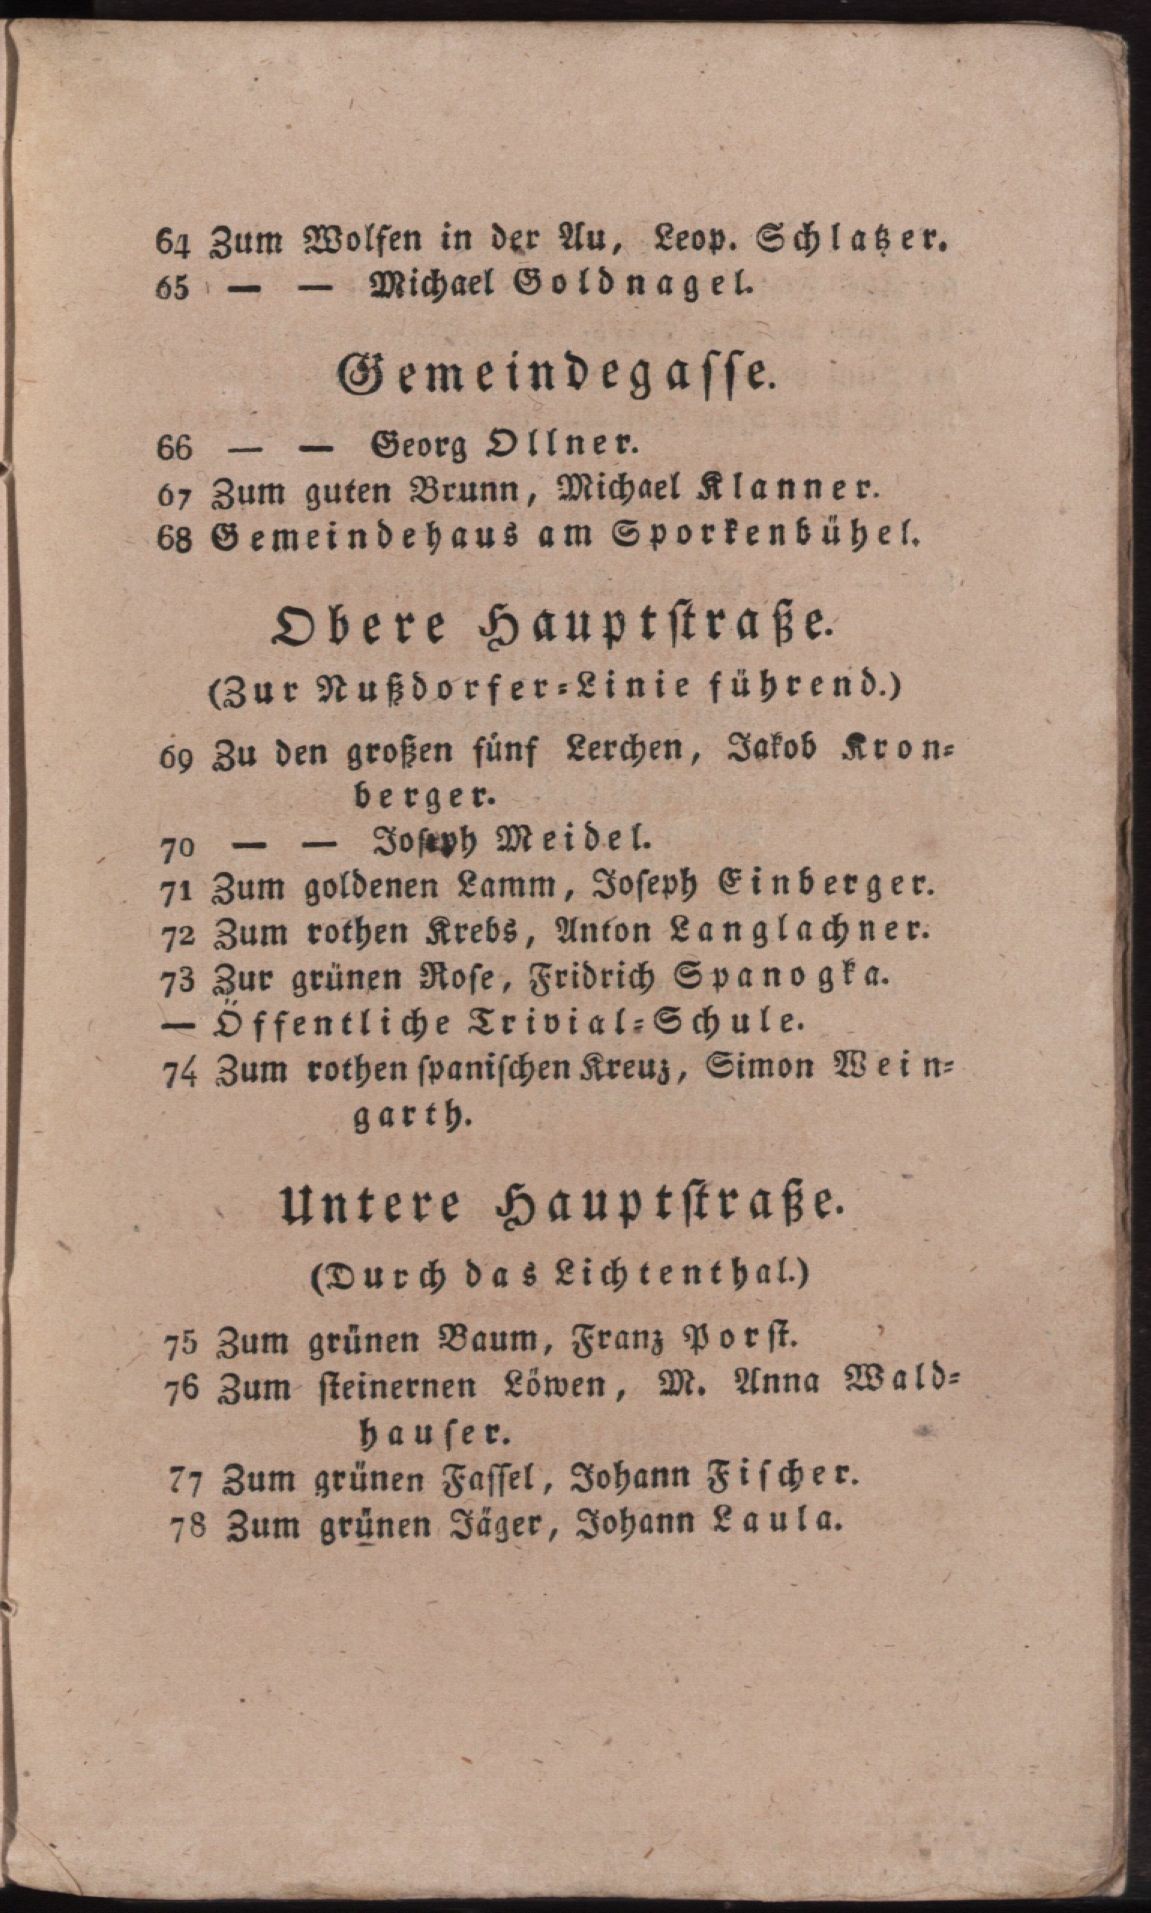 64 Zum Wolfen in der Au, Leop. Schlatzer.
65 — — Michael Goldnagel.
Gemeindegasse.
66 — — Georg Ollner.
67 Zum guten Brunn, Michael Klanner.
68 Gemeindehaus am Sporkenbühel.
Obere Hauptstraße.
(Zur Nußdorfer-Linie führend.)
69 Zu den großen fünf Lerchen, Jakob Kron-
berger.
70 — — Joseph Meidel.
71 Zum goldenen Lamm, Joseph Einberger.
72 Zum rothen Krebs, Anton Langlachner.
73 Zur grünen Rose, Fridrich Spanogka.
— Öffentliche Trivial-Schule.
74 Zum rothen spanischen Kreuz, Simon Wein-
garth.
Untere Hauptstraße.
(Durch das Lichtenthal.)
75 Zum grünen Baum, Franz Porst.
76 Zum steinernen Löwen, M. Anna Wald-
hauser.
77 Zum grünen Fassel, Johann Fischer.
78 Zum grünen Jäger, Johann Laula.